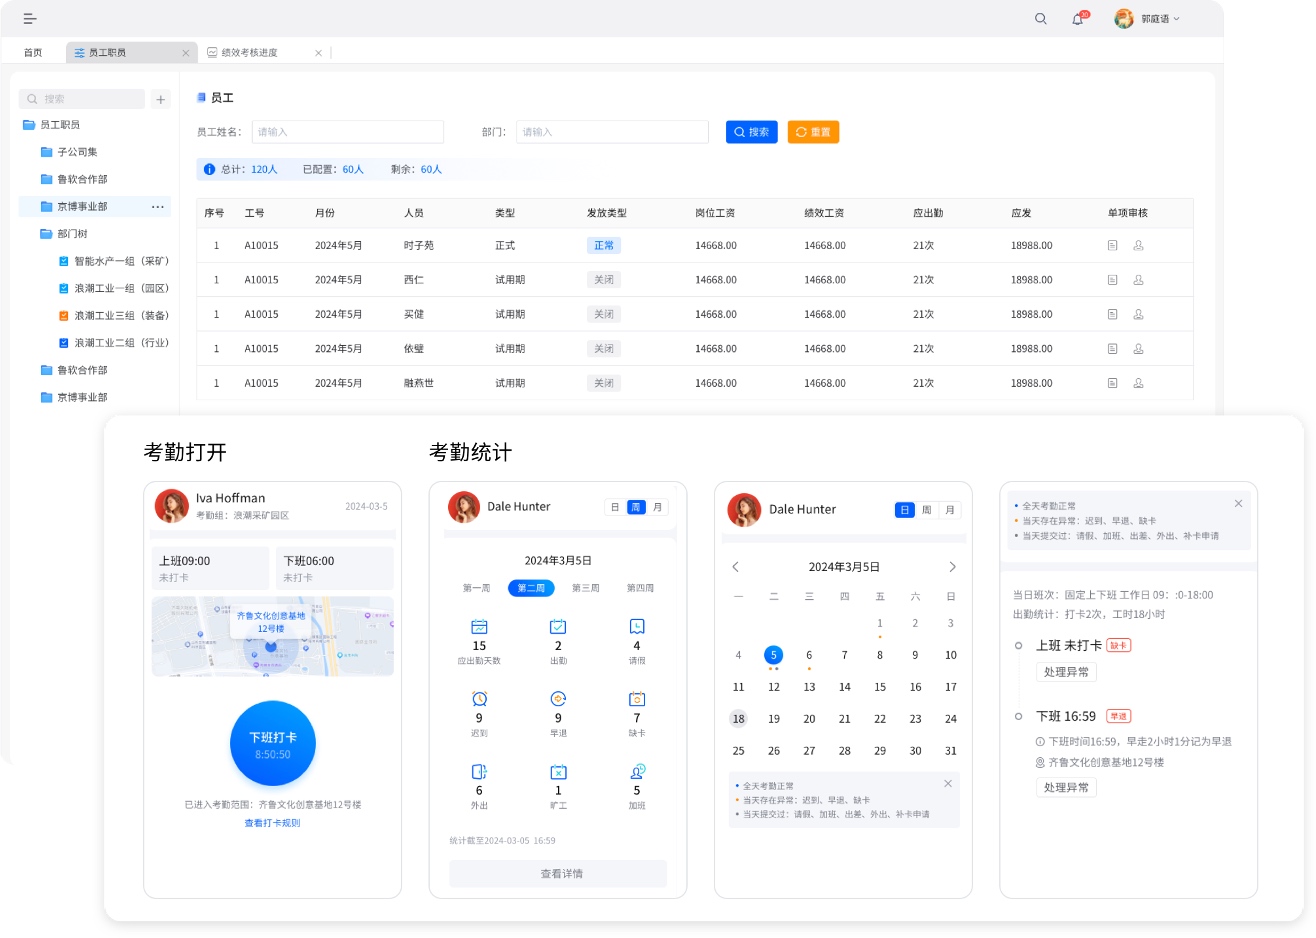 20 郭庭语
首页 员工职员 绩效考核进度
搜索
员工职员
子公司集
鲁软合作部
京博事业部
部门树
智能水产一组（采矿）
浪潮工业一组（园区）
浪潮工业三组（装备）
浪潮工业二组（行业）
鲁软合作部
京博事业部
员工
员工姓名： 请输入 部门： 请输入 搜索 重置
总计：120人 已配置：60人 剩余：60人
序号 工号 月份 人员 类型 发放类型 岗位工资 绩效工资 应出勤 应发 单项审核
1 A10015 2024年5月 时子苑 正式 正常 14668.00 14668.00 21次 18988.00
1 A10015 2024年5月 西仁 试用期 关闭 14668.00 14668.00 21次 18988.00
1 A10015 2024年5月 买健 试用期 关闭 14668.00 14668.00 21次 18988.00
1 A10015 2024年5月 依璧 试用期 关闭 14668.00 14668.00 21次 18988.00
1 A10015 2024年5月 融燕世 试用期 关闭 14668.00 14668.00 21次 18988.00
考勤打开
Iva Hoffman
考勤组：浪潮采矿园区
2024-03-5
上班09:00
未打卡
下班06:00
未打卡
齐鲁文化创意基地
12号楼
下班打卡
8:50:50
已进入考勤范围：齐鲁文化创意基地12号楼
查看打卡规则
考勤统计
Dale Hunter
日 周 月
2024年3月5日
第一周 第二周 第三周 第四周
15 2 4
应出勤天数 出勤 请假
9 9 7
迟到 早退 缺卡
6 1 5
外出 旷工 加班
统计截至2024-03-05 16:59
查看详情
Dale Hunter
日 周 月
2024年3月5日
一 二 三 四 五 六 日
1 2 3
4 5 6 7 8 9 10
11 12 13 14 15 16 17
18 19 20 21 22 23 24
25 26 27 28 29 30 31
全天考勤正常
当天存在异常：迟到、早退、缺卡
当天提交过：请假、加班、出差、外出、补卡申请
全天考勤正常
当天存在异常：迟到、早退、缺卡
当天提交过：请假、加班、出差、外出、补卡申请
当日班次：固定上下班 工作日 09：:0-18:00
出勤统计：打卡2次，工时18小时
上班 未打卡 缺卡
处理异常
下班 16:59 早退
下班时间16:59，早走2小时1分记为早退
齐鲁文化创意基地12号楼
处理异常